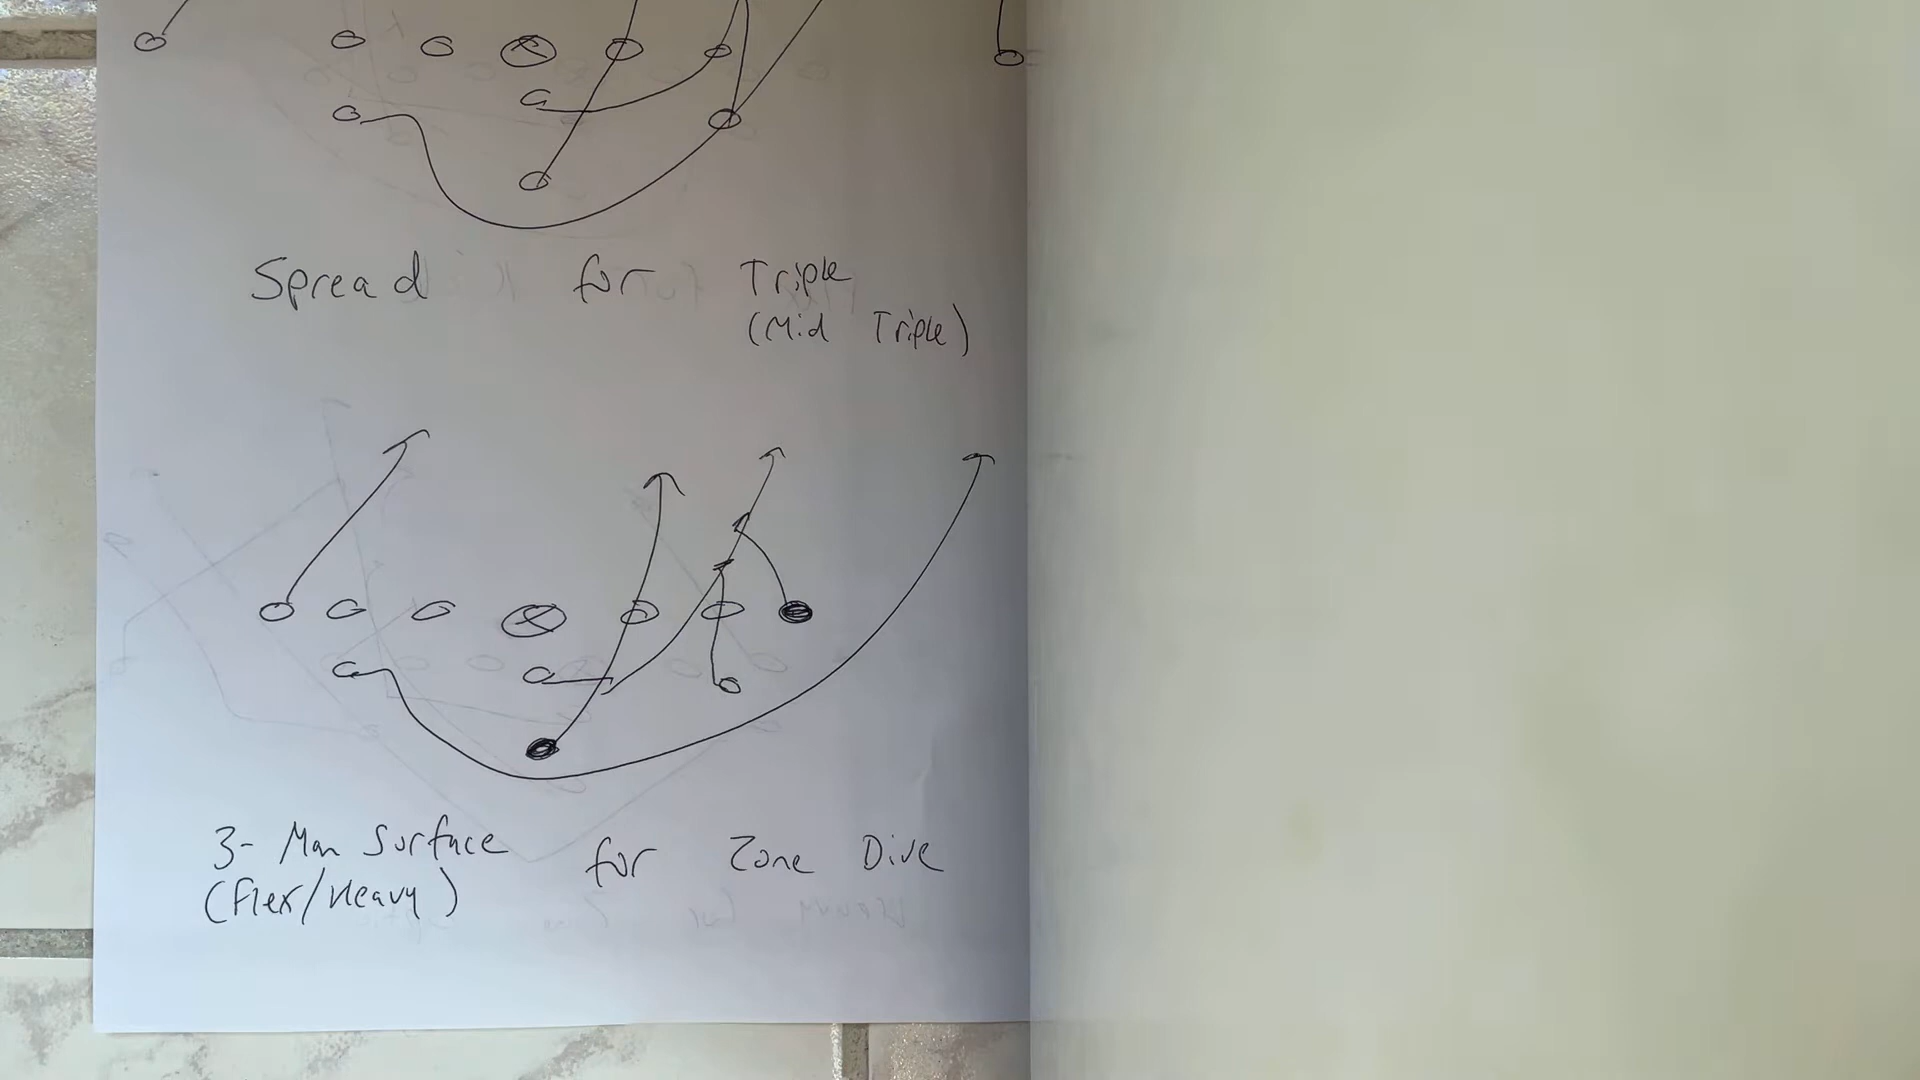 Spread for Triple
(Mid Triple)
3- Man Surface for Zone Dive
(Flex/Heavy)